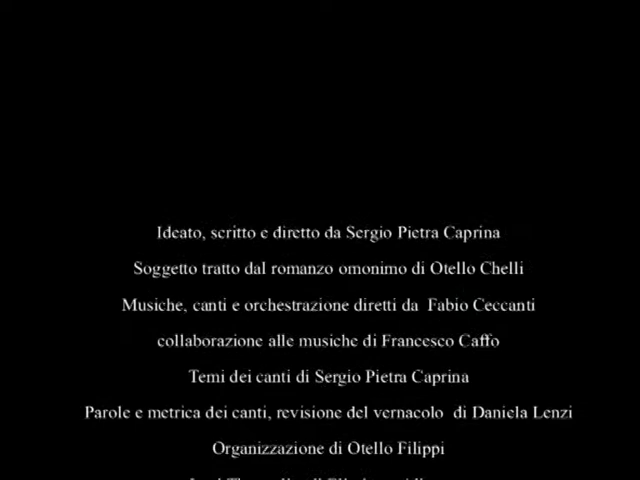 Ideato, scritto e diretto da Sergio Pietra Caprina
Soggetto tratto dal romanzo omonimo di Otello Chelli
Musiche, canti e orchestrazione diretti da Fabio Ceccanti
collaborazione alle musiche di Francesco Caffo
Temi dei canti di Sergio Pietra Caprina
Parole e metrica dei canti, revisione del vernacolo di Daniela Lenzi
Organizzazione di Otello Filippi